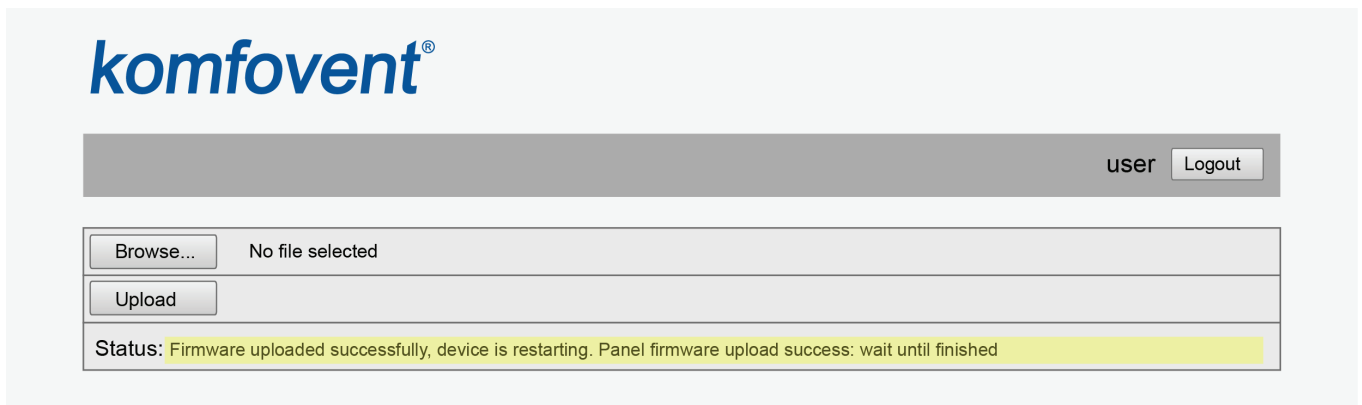 komfovent®
user Logout
Browse... No file selected
Upload
Status: Firmware uploaded successfully, device is restarting. Panel firmware upload success: wait until finished